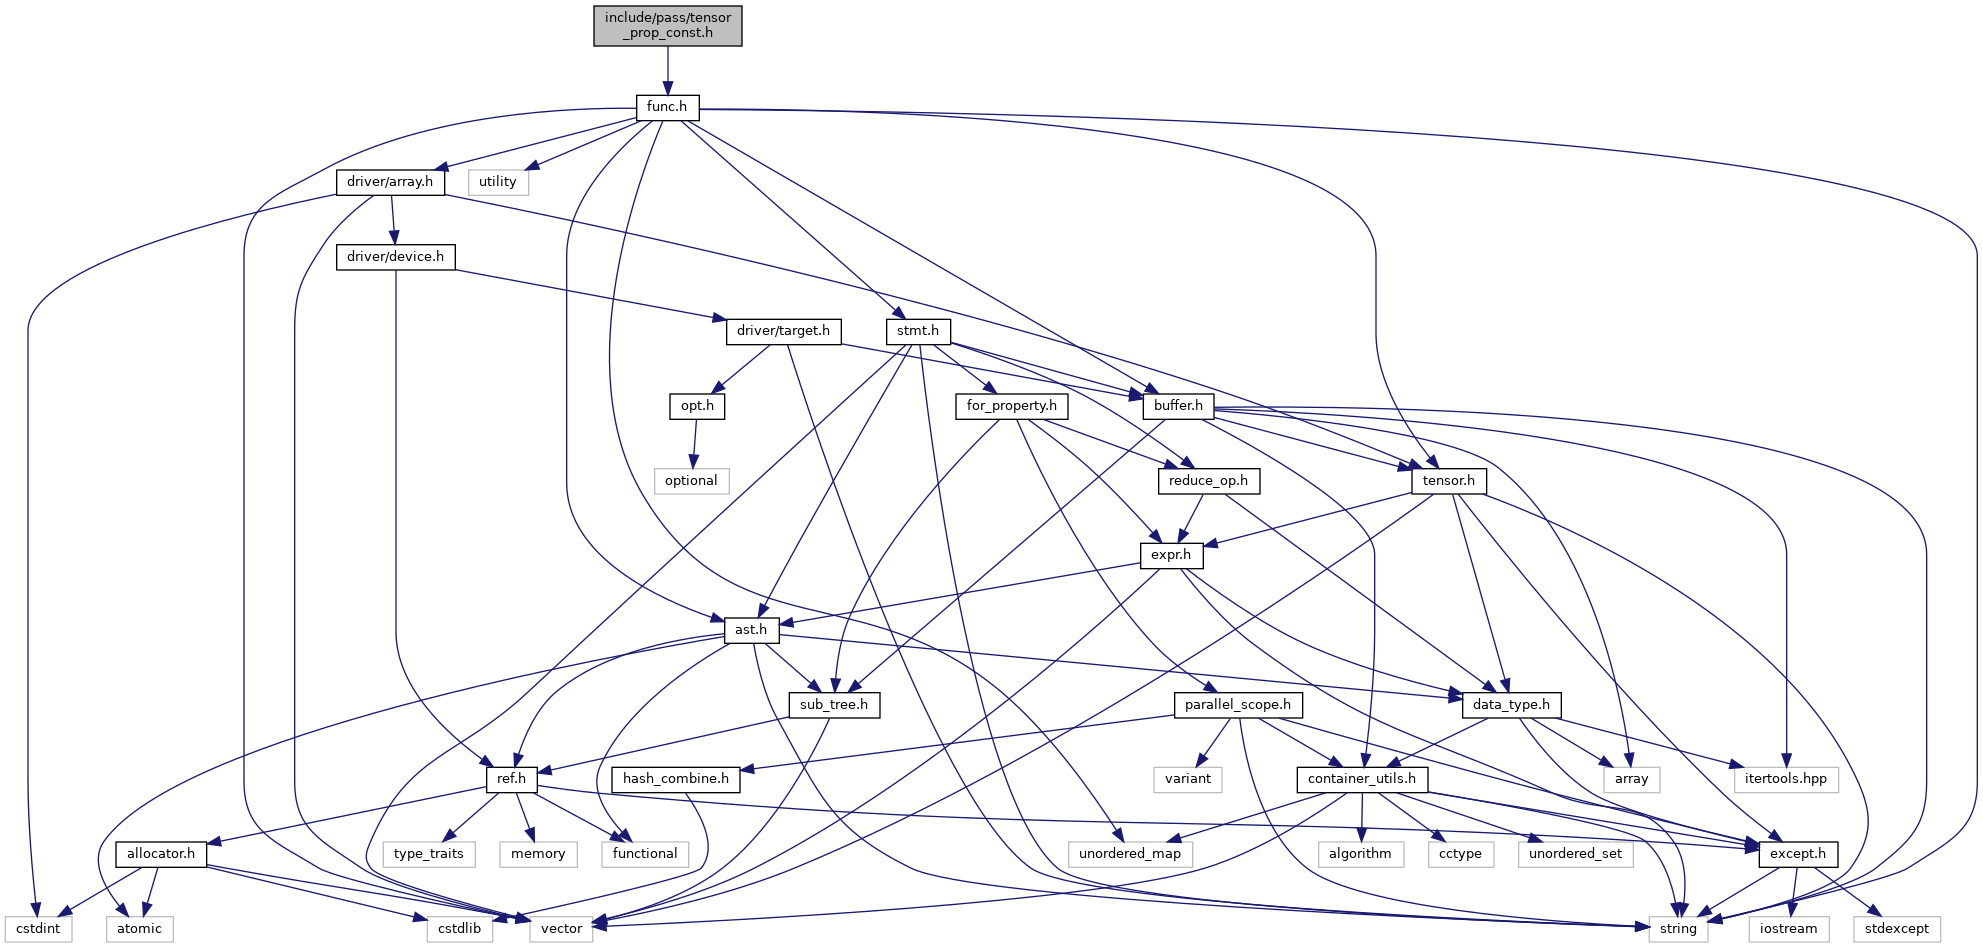 include/pass/tensor
_prop_const.h
func.h
driver/array.h
utility
driver/device.h
driver/target.h
stmt.h
opt.h
for_property.h
buffer.h
optional
reduce_op.h
tensor.h
expr.h
ast.h
sub_tree.h
parallel_scope.h
data_type.h
ref.h
hash_combine.h
variant
container_utils.h
array
itertools.hpp
allocator.h
type_traits
memory
functional
unordered_map
algorithm
cctype
unordered_set
except.h
cstdint
atomic
cstdlib
vector
string
iostream
stdexcept